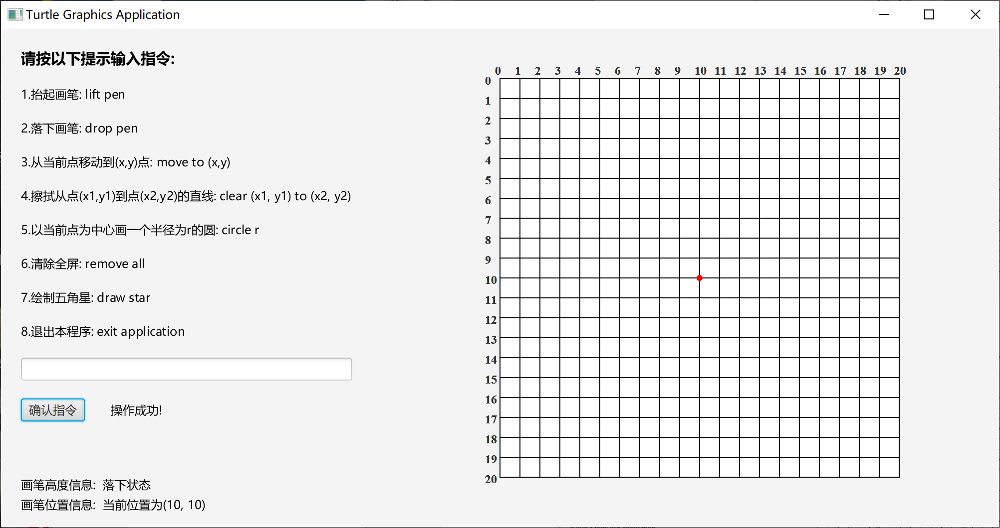 Turtle Graphics Application
请按以下提示输入指令:
1.抬起画笔: lift pen
2.落下画笔: drop pen
3.从当前点移动到(x,y)点: move to (x,y)
4.擦拭从点(x1,y1)到点(x2,y2)的直线: clear (x1, y1) to (x2, y2)
5.以当前点为中心画一个半径为r的圆: circle r
6.清除全屏: remove all
7.绘制五角星: draw star
8.退出本程序: exit application
确认指令 操作成功!
画笔高度信息: 落下状态
画笔位置信息: 当前位置为(10, 10)
0 1 2 3 4 5 6 7 8 9 10 11 12 13 14 15 16 17 18 19 20
0
1
2
3
4
5
6
7
8
9
10
11
12
13
14
15
16
17
18
19
20